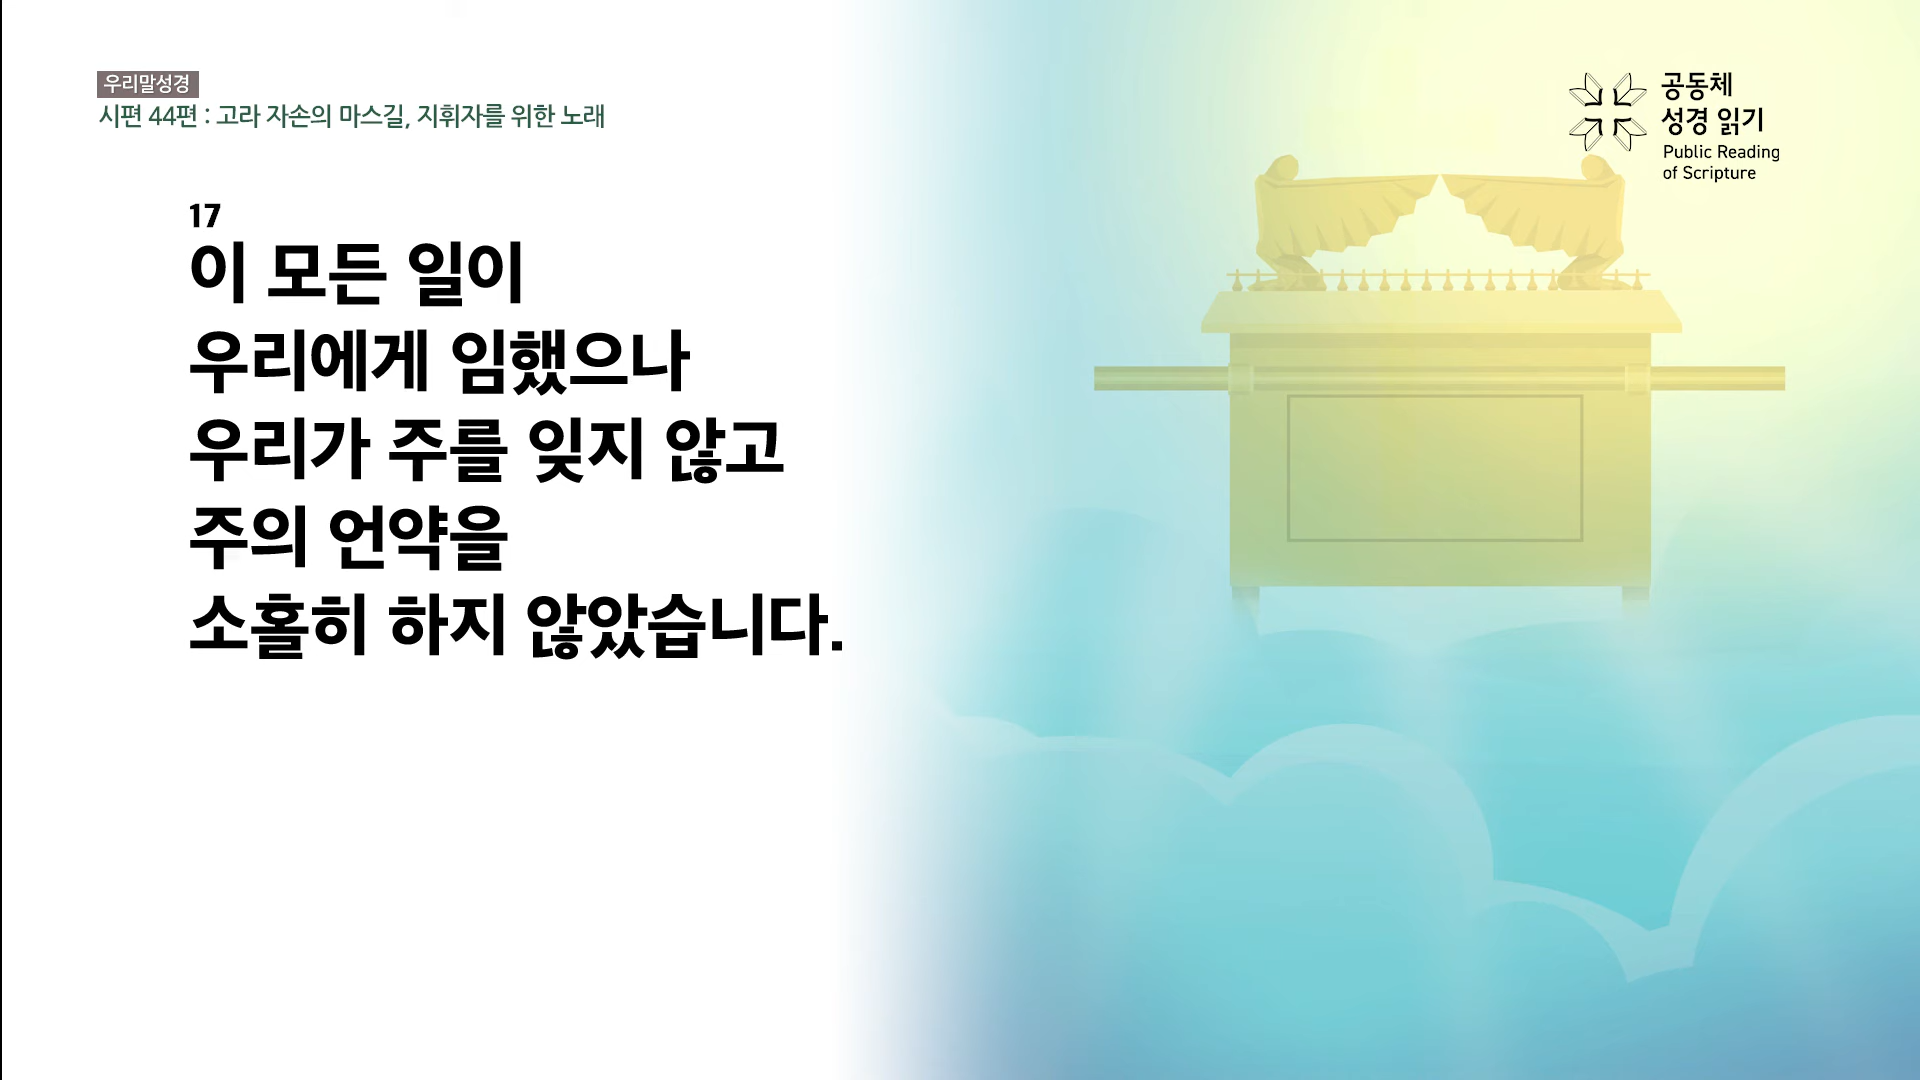 우리말성경
시편 44편 : 고라 자손의 마스길, 지휘자를 위한 노래
공동체
성경 읽기
Public Reading
of Scripture
17
이 모든 일이
우리에게 임했으나
우리가 주를 잊지 않고
주의 언약을
소홀히 하지 않았습니다.